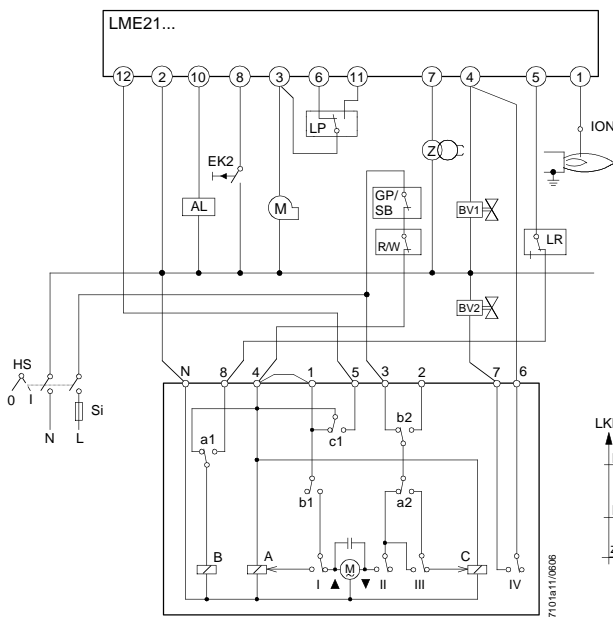 LME21...
12 2 10 8 3 6 11 7 4 5 1
LP
ION
EK2
Z
GP/
SB
AL
M
BV1
R/W
LR
BV2
HS
0 I
Si
N L
N 8 4 1 5 3 2 7 6
a1
c1
b2
b1
a2
B A
I
M
~
II III
C
IV
7101a11/0606